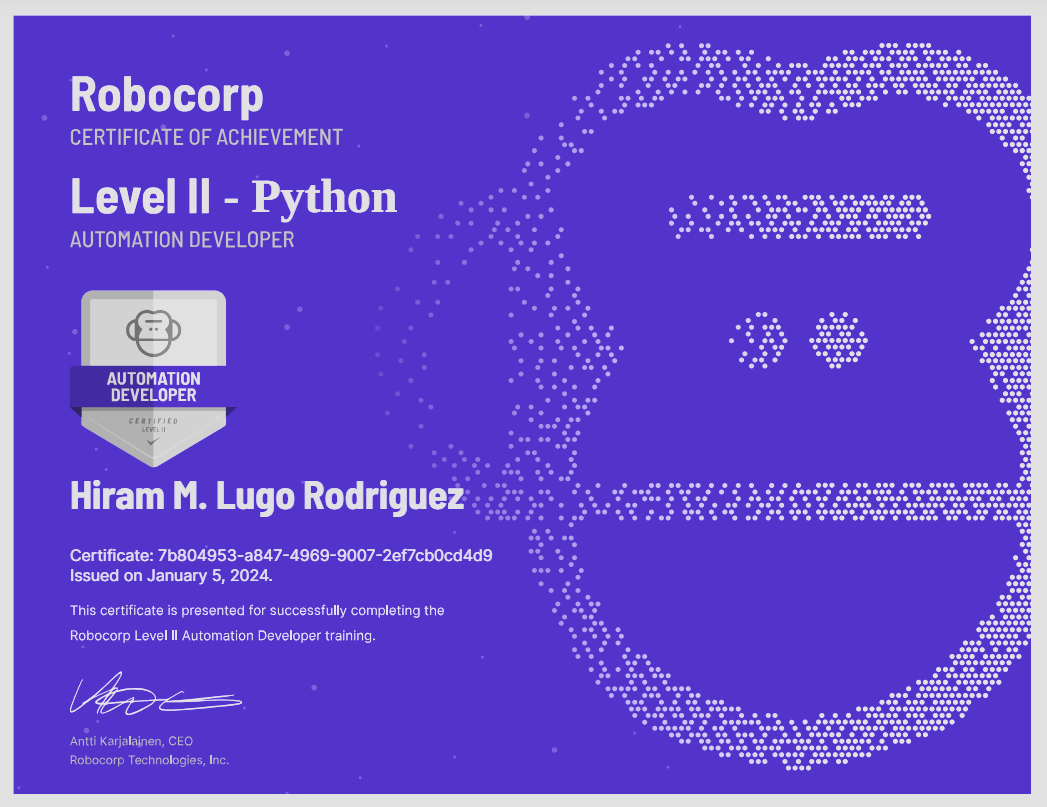 Robocorp
CERTIFICATE OF ACHIEVEMENT
Level II - Python
AUTOMATION DEVELOPER
AUTOMATION
DEVELOPER
CERTIFIED
LEVEL II
Hiram M. Lugo Rodriguez
Certificate: 7b804953-a847-4969-9007-2ef7cb0cd4d9
Issued on January 5, 2024.
This certificate is presented for successfully completing the
Robocorp Level II Automation Developer training.
Antti Karjalainen, CEO
Robocorp Technologies, Inc.